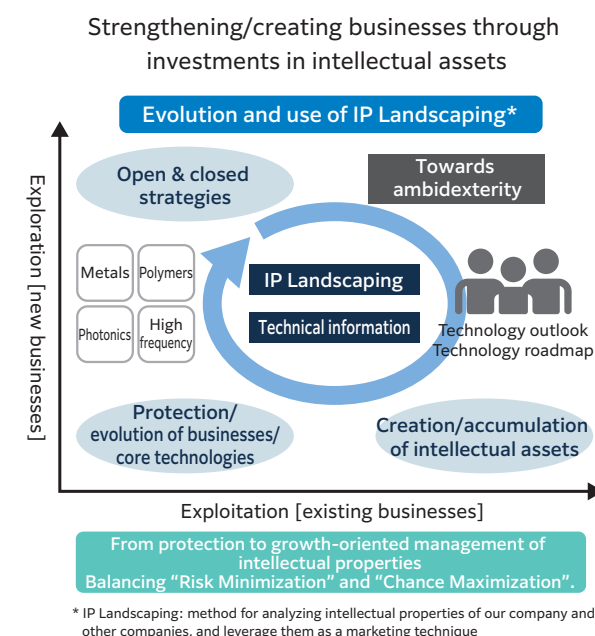 Strengthening/creating businesses through
investments in intellectual assets
Evolution and use of IP Landscaping*
Exploration [new businesses]
Open & closed
strategies
Towards
ambidexterity
Metals
Polymers
Photonics
High
frequency
IP Landscaping
Technical information
Technology outlook
Technology roadmap
Protection/
evolution of businesses/
core technologies
Creation/accumulation
of intellectual assets
Exploitation [existing businesses]
From protection to growth-oriented management of
intellectual properties
Balancing “Risk Minimization” and “Chance Maximization”.
* IP Landscaping: method for analyzing intellectual properties of our company and
other companies, and leverage them as a marketing technique